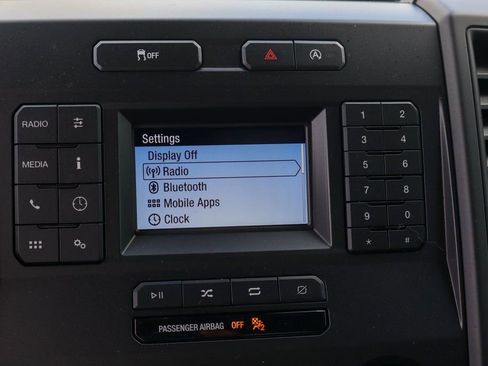 OFF
A
RADIO
MEDIA
i
Settings
Display Off
Radio
Bluetooth
Mobile Apps
Clock
1 2
3 4
5 6
7 8
9 0
* #
PASSENGER AIRBAG OFF 2